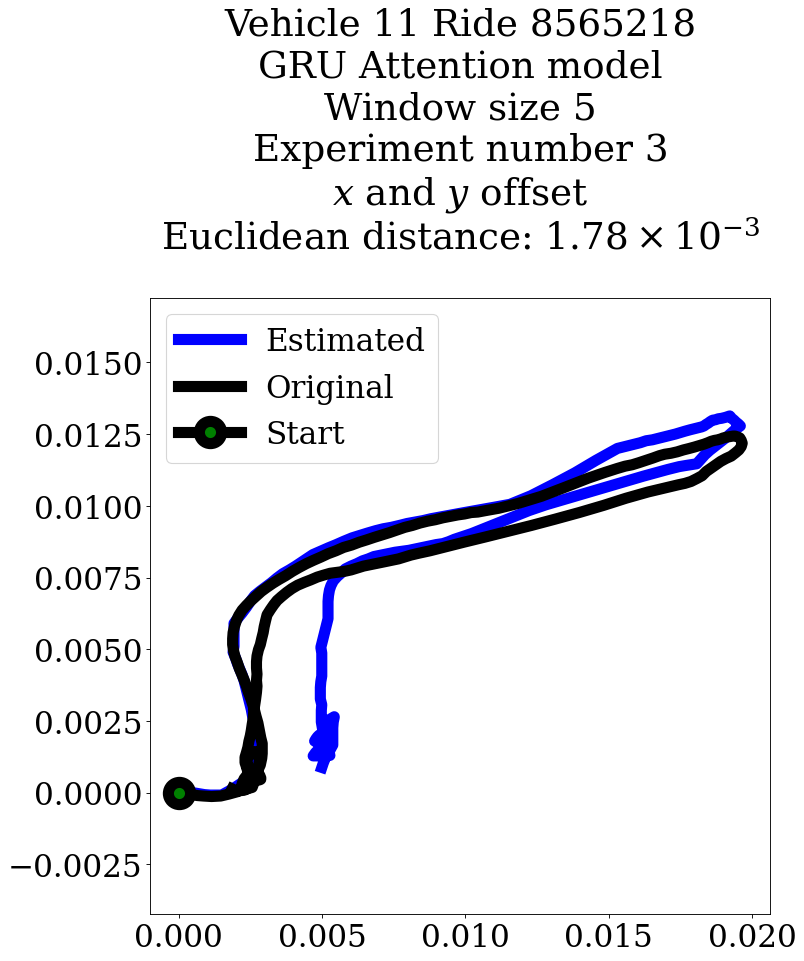 Vehicle 11 Ride 8565218
GRU Attention model
Window size 5
Experiment number 3
x and y offset
Euclidean distance: 1.78 × 10⁻³
Estimated
Original
Start
0.0150
0.0125
0.0100
0.0075
0.0050
0.0025
0.0000
−0.0025
0.000 0.005 0.010 0.015 0.020